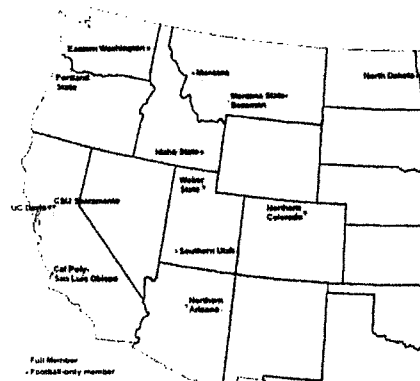 Eastern Washington
Portland
State
Montana
Montana State-
Bozeman
North Dakota
Idaho State
Weber
State
CSU Sacramento
UC Davis
Northern
Colorado
Southern Utah
Cal Poly-
San Luis Obispo
Northern
Arizona
Full Member
Football-only member